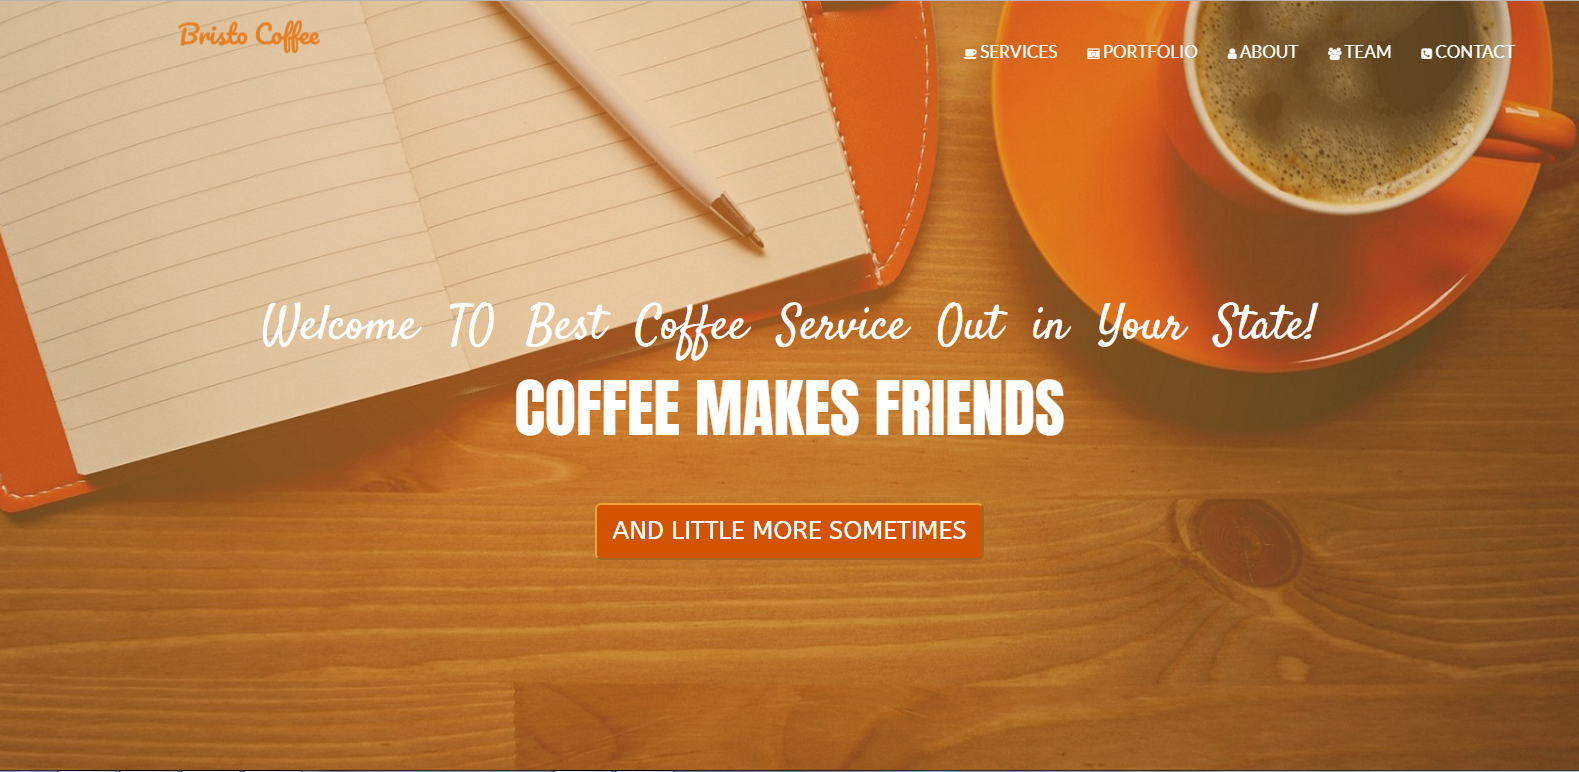 Bristo Coffee
SERVICES PORTFOLIO ABOUT TEAM CONTACT
Welcome TO Best Coffee Service Out in Your State!
COFFEE MAKES FRIENDS
AND LITTLE MORE SOMETIMES